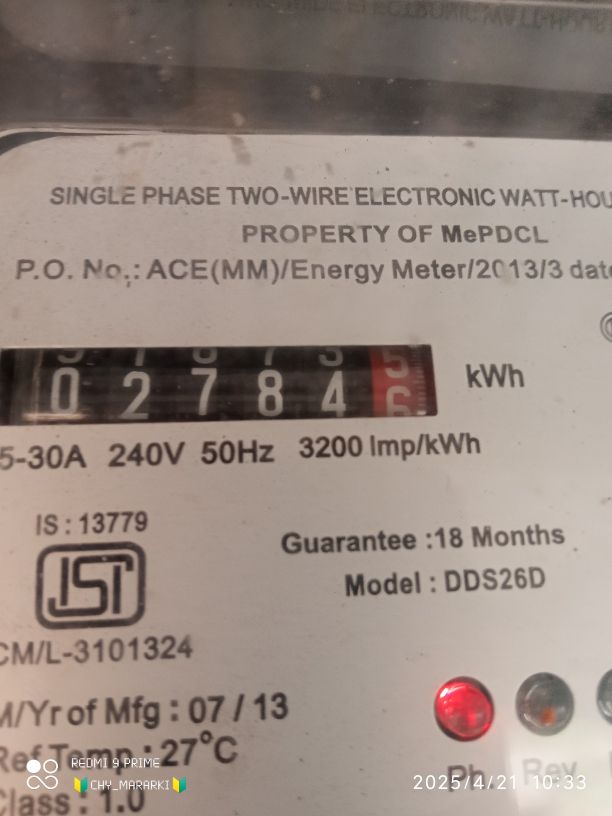 SINGLE PHASE TWO-WIRE ELECTRONIC WATT-HOU
PROPERTY OF MePDCL
P.O. No.: ACE(MM)/Energy Meter/2013/3 date
0 2 7 8 4
kWh
5-30A 240V 50Hz 3200 Imp/kWh
IS : 13779
Guarantee :18 Months
Model : DDS26D
CM/L-3101324
M/Yr of Mfg : 07 / 13
Ref Temp : 27°C
Class : 1.0
Ph. Rev
REDMI 9 PRIME
CHY_MARARKI
2025/4/21 10:33